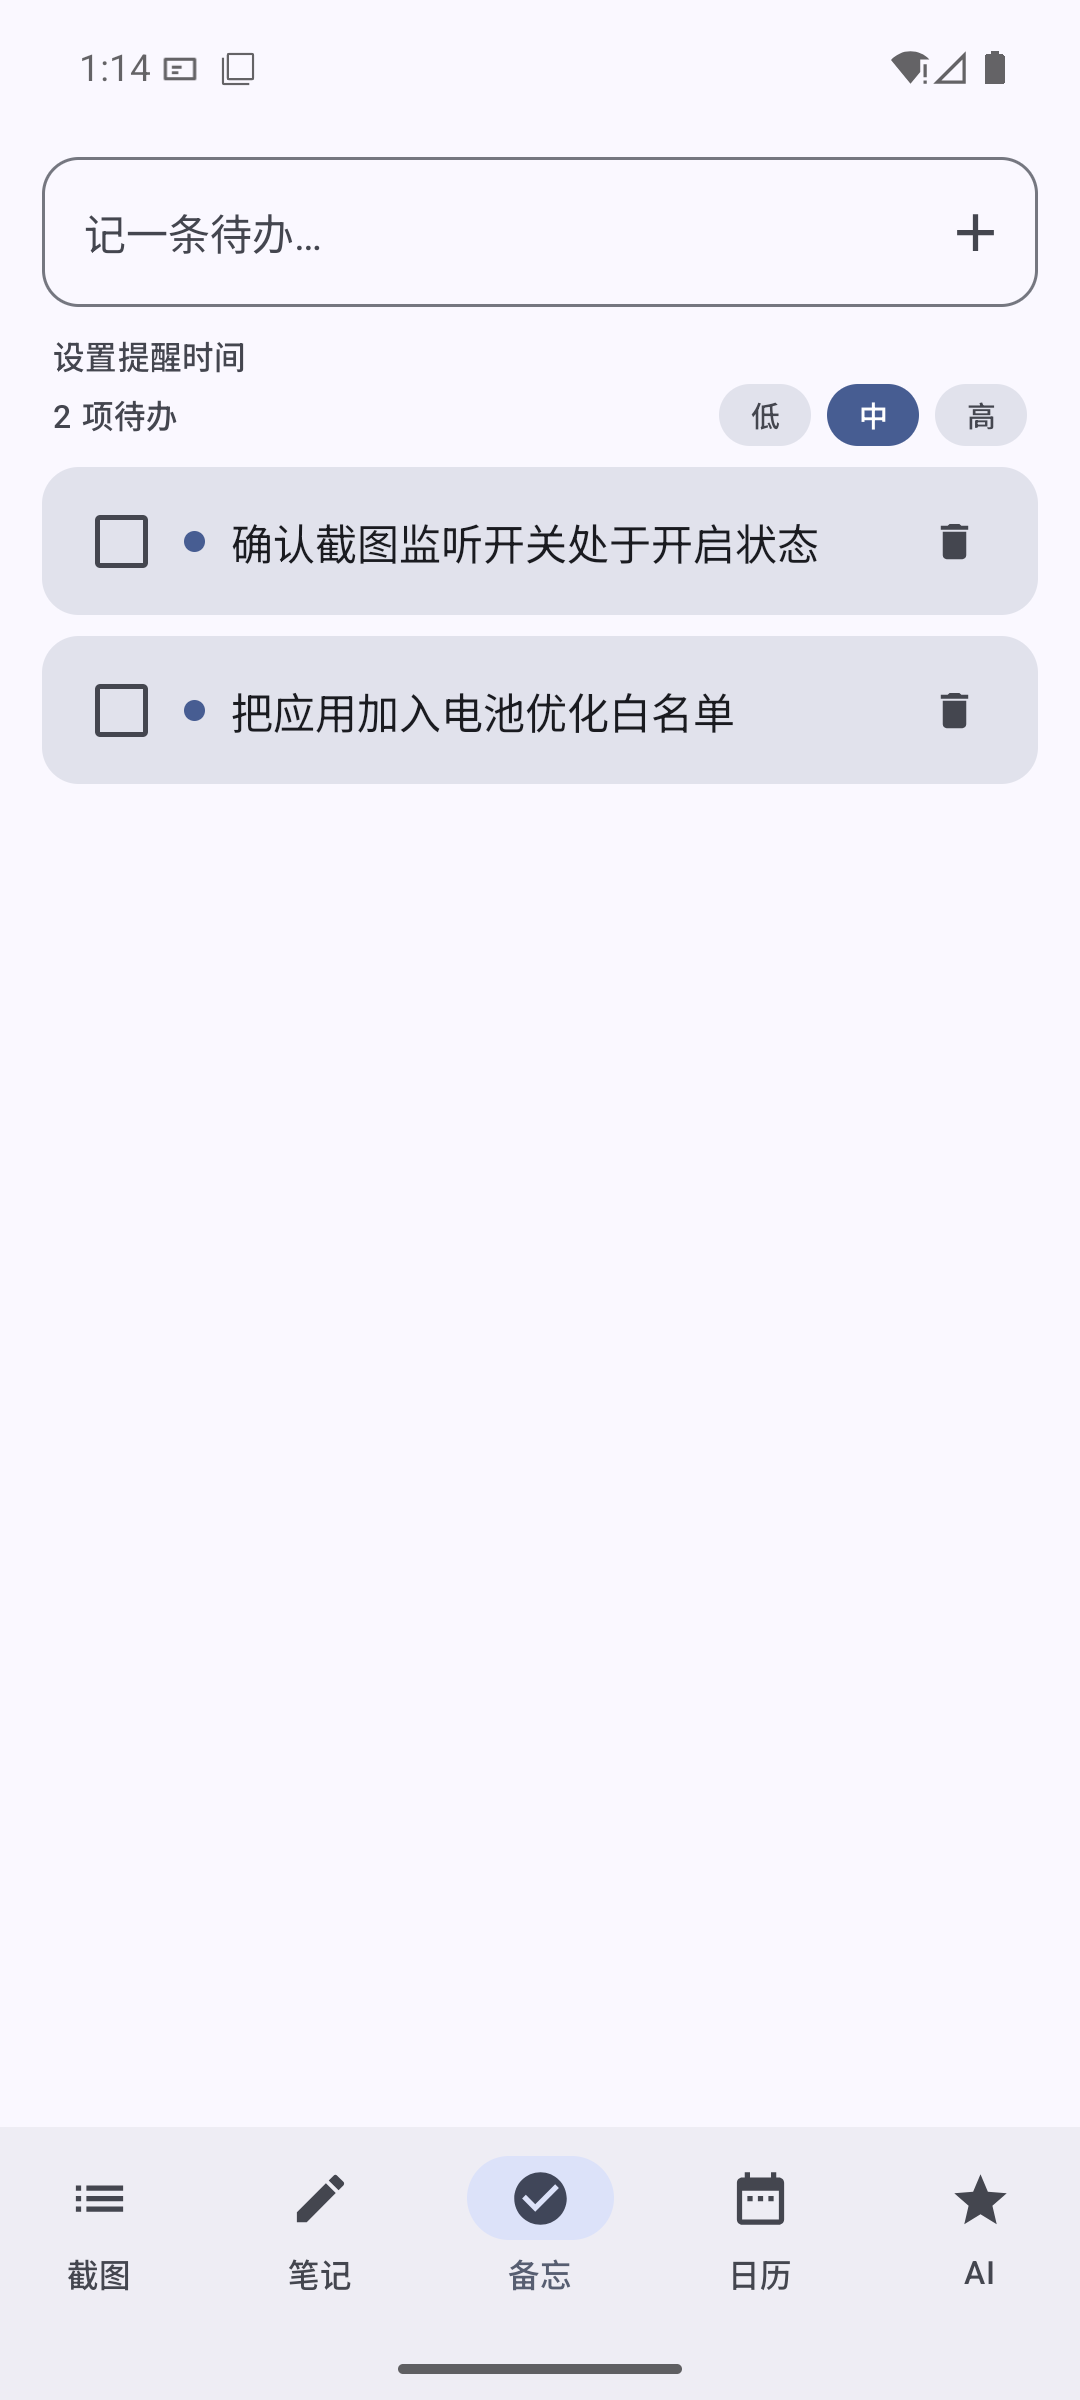 1:14
记一条待办...
设置提醒时间
2 项待办
低 中 高
确认截图监听开关处于开启状态
把应用加入电池优化白名单
截图 笔记 备忘 日历 AI